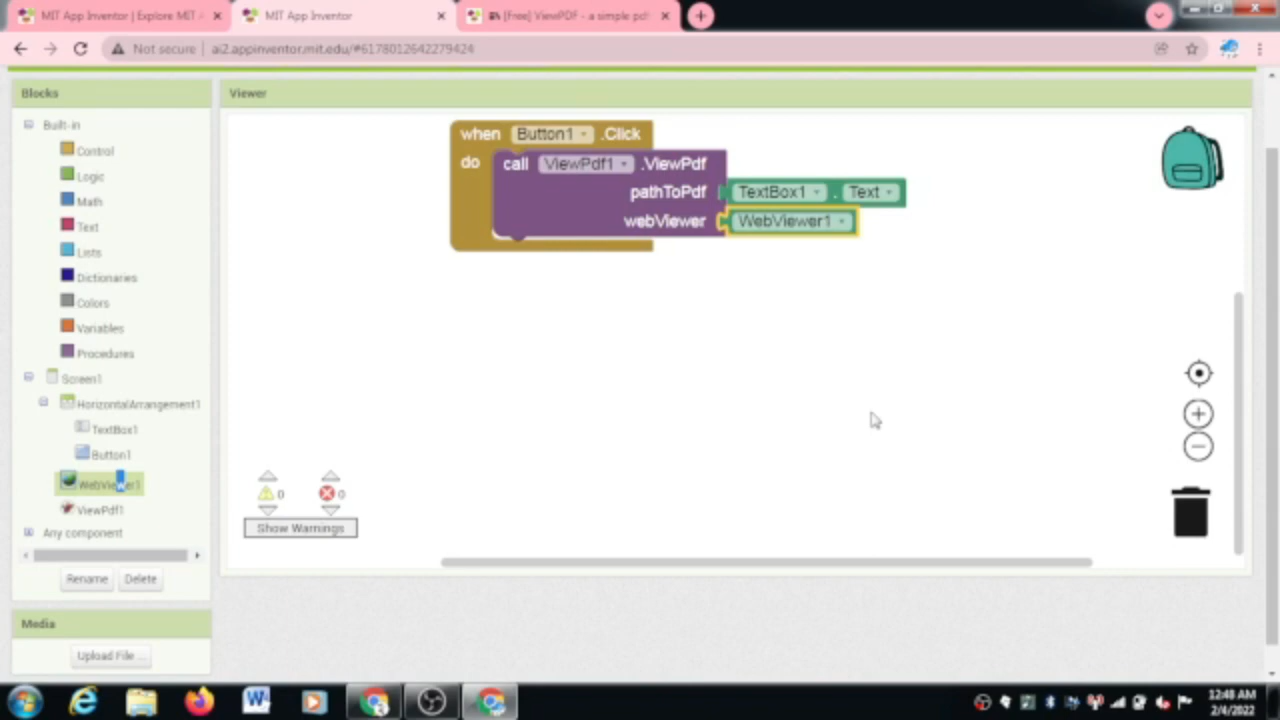 MIT App Inventor | Explore MIT A
MIT App Inventor
[Free] ViewPDF - a simple pdf
Not secure | ai2.appinventor.mit.edu/#6178012642279424
Blocks
Viewer
Built-in
Control
Logic
Math
Text
Lists
Dictionaries
Colors
Variables
Procedures
Screen1
HorizontalArrangement1
TextBox1
Button1
WebViewer1
ViewPdf1
Any component
Rename Delete
Media
Upload File ...
when Button1 .Click
do call ViewPdf1 .ViewPdf
pathToPdf TextBox1 . Text
webViewer WebViewer1
0 0
Show Warnings
12:48 AM
2/4/2022